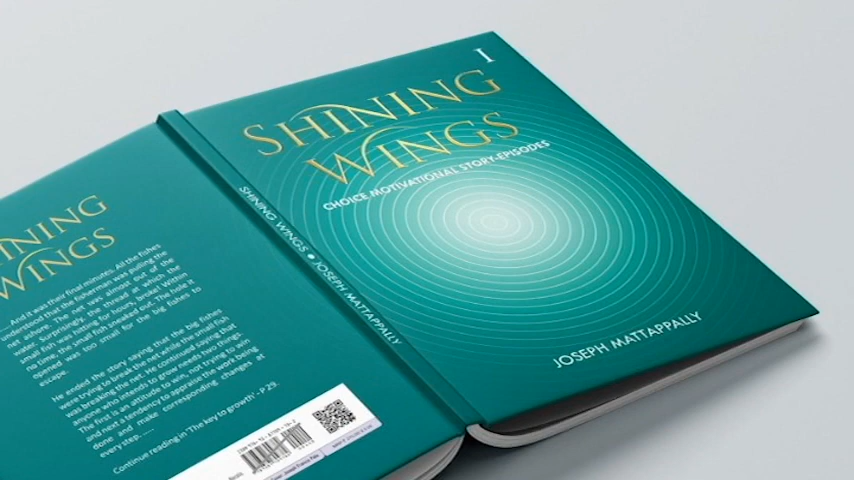 I
SHINING
WINGS
CHOICE MOTIVATIONAL STORY-EPISODES
JOSEPH MATTAPPALLY
SHINING WINGS • JOSEPH MATTAPPALLY
INING
WINGS
And it was their final minutes. All the fishes
understood that the fisherman was pulling the
net ashore. The net was almost out of the
water. Surprisingly, the thread at which the
small fish was hitting for hours, broke! Within
no time, the small fish sneaked out. The hole it
opened was too small for the big fishes to
escape.
He ended the story saying that the big fishes
were trying to break the net while the small fish
was breaking the net. He continued saying that
anyone who intends to grow needs two things.
The first is an attitude to win, not trying to win
and next a tendency to appraise the work being
done and make corresponding changes at
every step,......
Continue reading in 'The key to growth' - P 29.